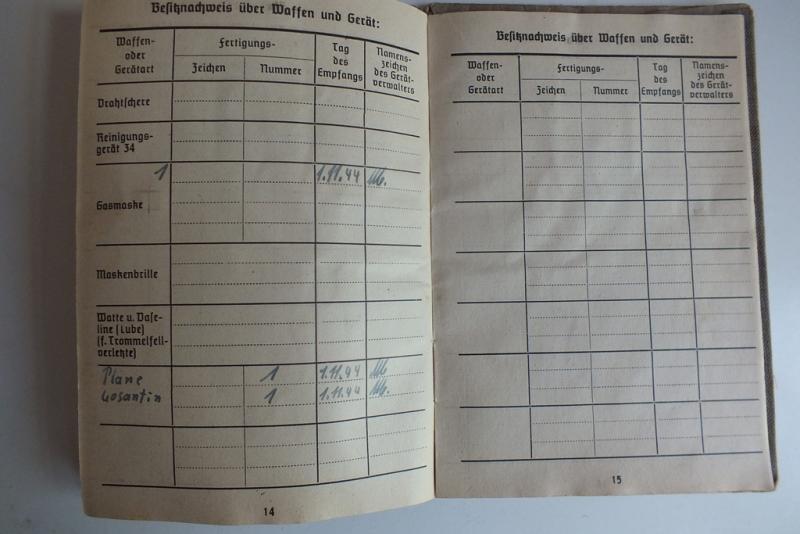 Besitznachweis über Waffen und Gerät:
Waffen-
oder
Gerätart
Fertigungs-
Zeichen
Nummer
Tag
des
Empfangs
Namens-
zeichen
des Gerät-
verwalters
Drahtschere
Reinigungs-
gerät 34
1 1.11.44
Gasmaske
Maskenbrille
Watte u. Vase-
line (Lube)
(f. Trommelfell-
verletzte)
Plane 1 1.11.44
Losantin 1 1.11.44
14
Besitznachweis über Waffen und Gerät:
Waffen-
oder
Gerätart
Fertigungs-
Zeichen
Nummer
Tag
des
Empfangs
Namens-
zeichen
des Gerät-
verwalters
15